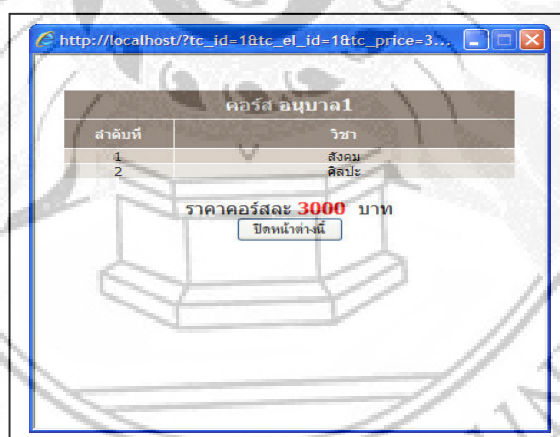 http://localhost/?tc_id=1&tc_el_id=1&tc_price=3...
คอร์ส อนุบาล1
ลำดับที่ วิชา
1 สังคม
2 ศิลปะ
ราคาคอร์สละ 3000 บาท
ปิดหน้าต่างนี้